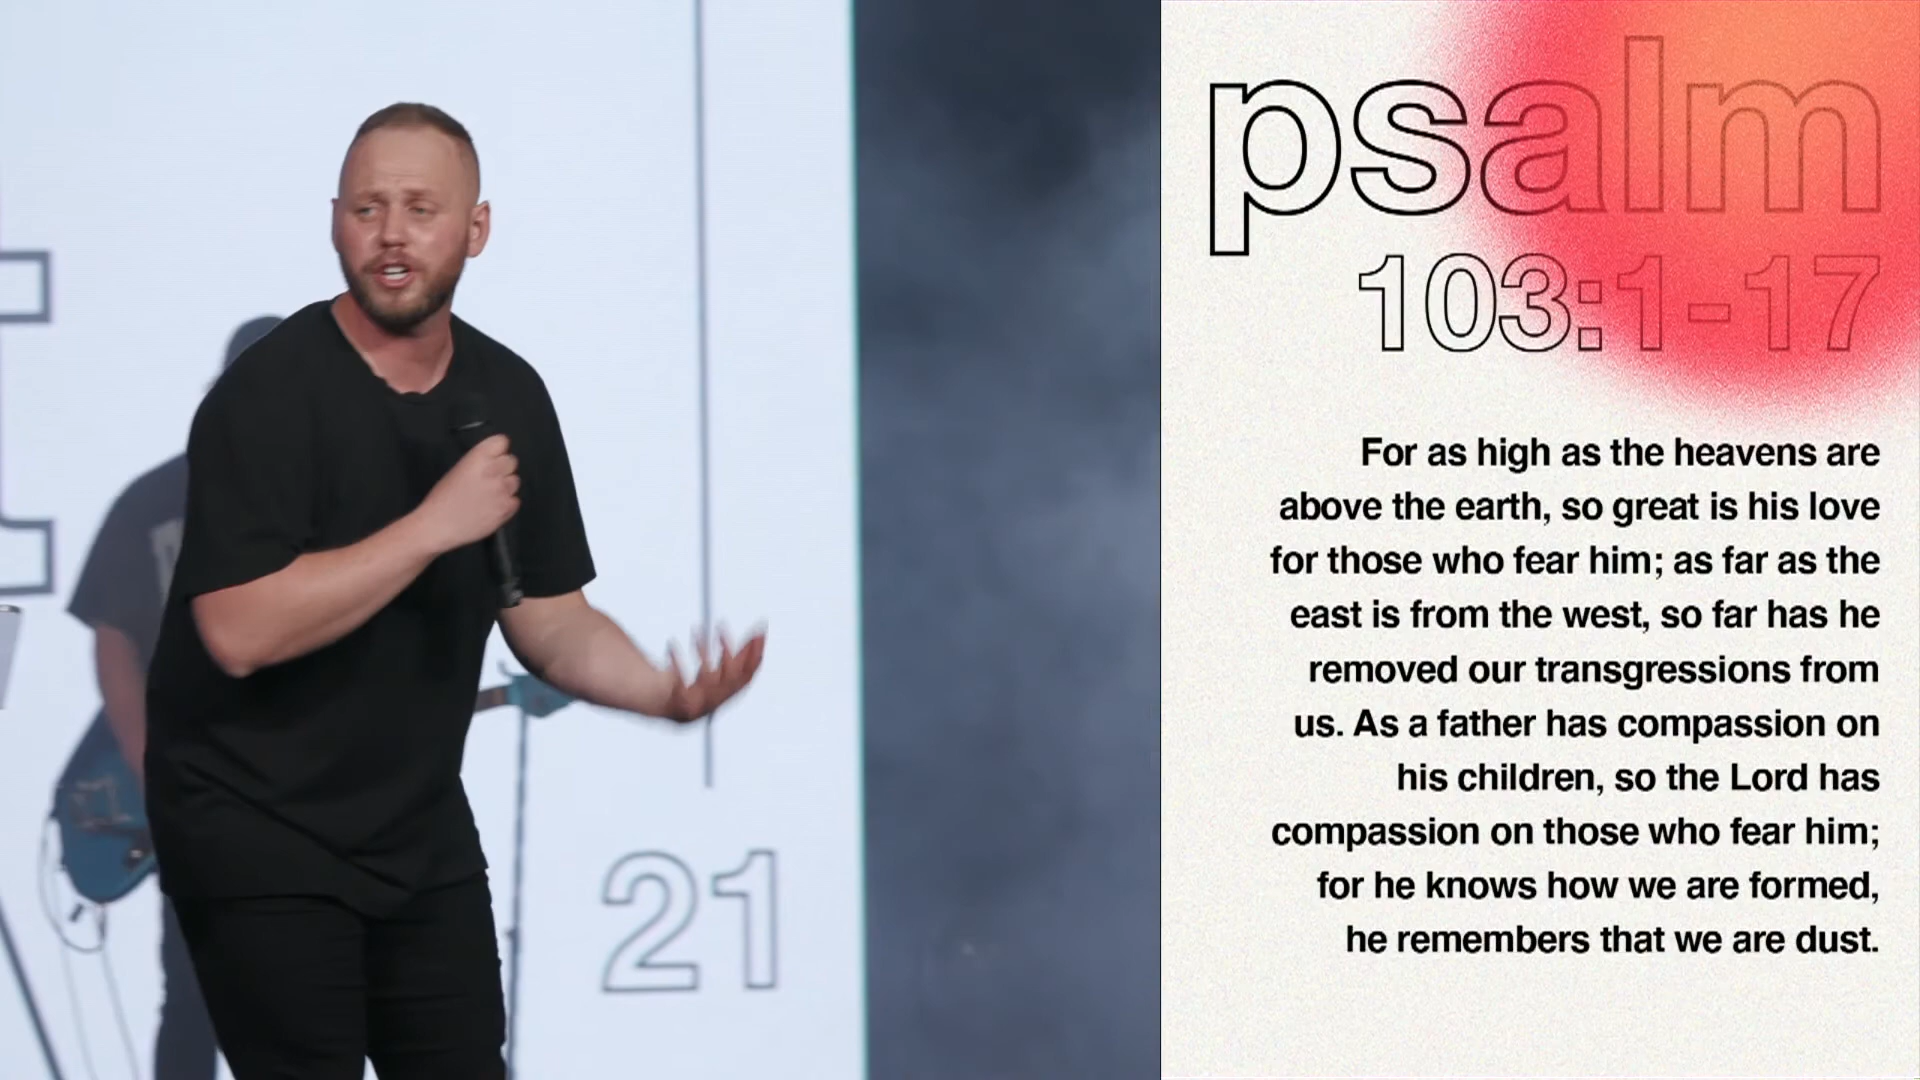 t
21
psalm
103:1-17
For as high as the heavens are
above the earth, so great is his love
for those who fear him; as far as the
east is from the west, so far has he
removed our transgressions from
us. As a father has compassion on
his children, so the Lord has
compassion on those who fear him;
for he knows how we are formed,
he remembers that we are dust.